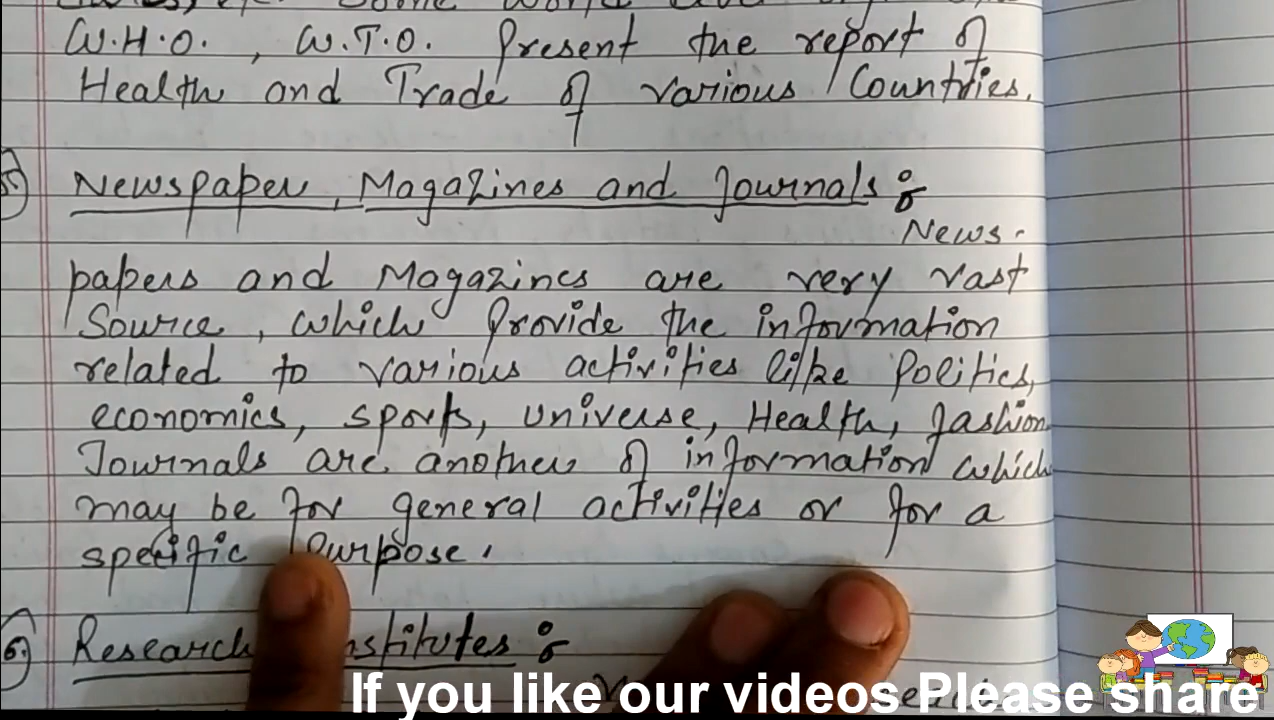 W.H.O. , W.T.O. Present the report of
Health and Trade of various Countries.
Newspaper, Magazines and Journals :
News-
papers and Magazines are very vast
Source, which Provide the information
related to various activities like Politics,
economics, sports, universe, Health, fashion
Journals are another of information which
may be for general activities or for a
specific purpose.
6.) Research Institutes :
If you like our videos Please share